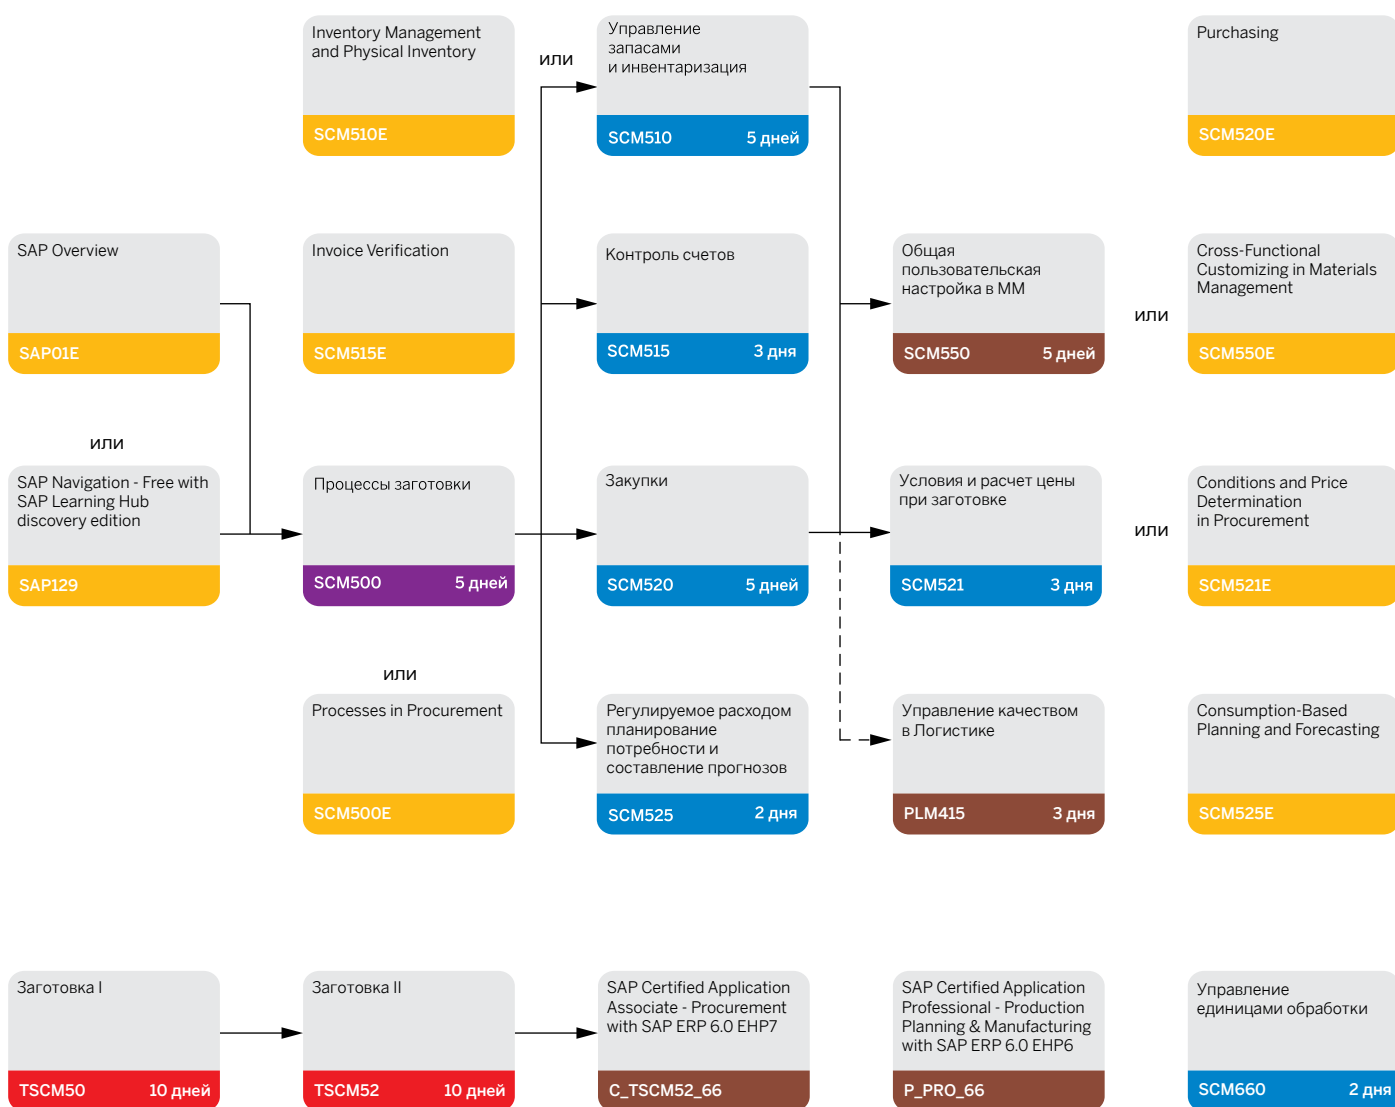 Inventory Management
and Physical Inventory
SCM510E
или
Управление
запасами
и инвентаризация
SCM510 5 дней
Purchasing
SCM520E
SAP Overview
SAP01E
Invoice Verification
SCM515E
Контроль счетов
SCM515 3 дня
Общая
пользовательская
настройка в ММ
SCM550 5 дней
или
Cross-Functional
Customizing in Materials
Management
SCM550E
или
SAP Navigation - Free with
SAP Learning Hub
discovery edition
SAP129
Процессы заготовки
SCM500 5 дней
Закупки
SCM520 5 дней
Условия и расчет цены
при заготовке
SCM521 3 дня
или
Conditions and Price
Determination
in Procurement
SCM521E
или
Processes in Procurement
SCM500E
Регулируемое расходом
планирование
потребности и
составление прогнозов
SCM525 2 дня
Управление качеством
в Логистике
PLM415 3 дня
Consumption-Based
Planning and Forecasting
SCM525E
Заготовка I
TSCM50 10 дней
Заготовка II
TSCM52 10 дней
SAP Certified Application
Associate - Procurement
with SAP ERP 6.0 EHP7
C_TSCM52_66
SAP Certified Application
Professional - Production
Planning & Manufacturing
with SAP ERP 6.0 EHP6
P_PRO_66
Управление
единицами обработки
SCM660 2 дня